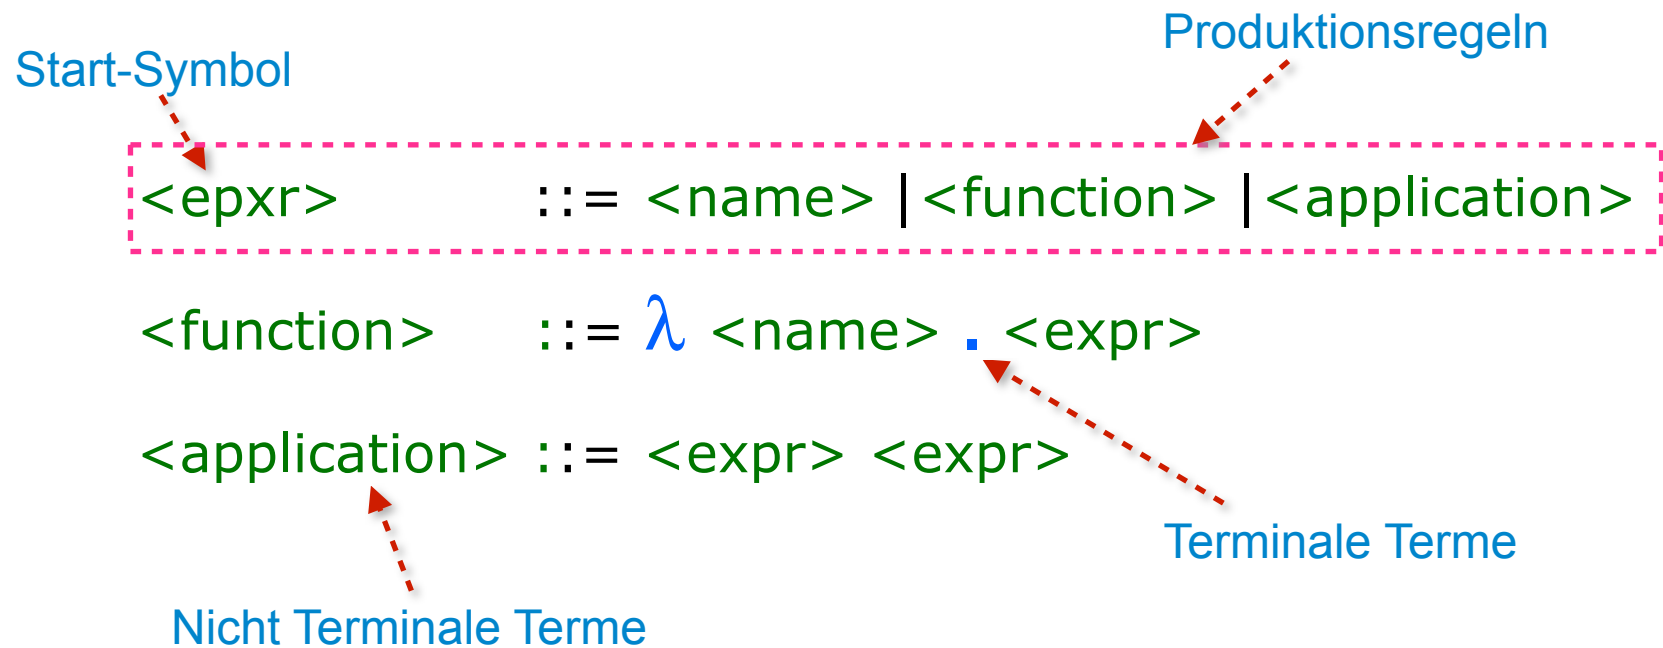 Produktionsregeln
Start-Symbol
<epxr> ::= <name> | <function> | <application>
<function> ::= λ <name> . <expr>
<application> ::= <expr> <expr>
Terminale Terme
Nicht Terminale Terme